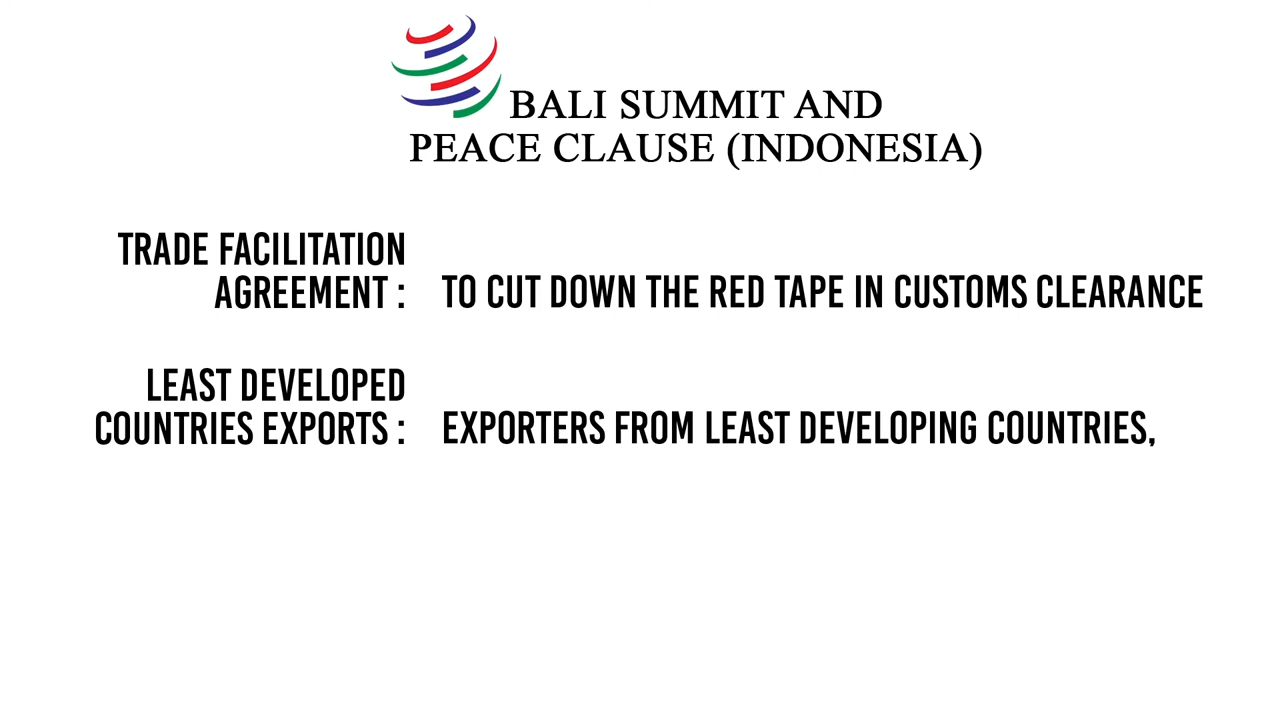 BALI SUMMIT AND
PEACE CLAUSE (INDONESIA)
TRADE FACILITATION
AGREEMENT : TO CUT DOWN THE RED TAPE IN CUSTOMS CLEARANCE
LEAST DEVELOPED
COUNTRIES EXPORTS : EXPORTERS FROM LEAST DEVELOPING COUNTRIES,